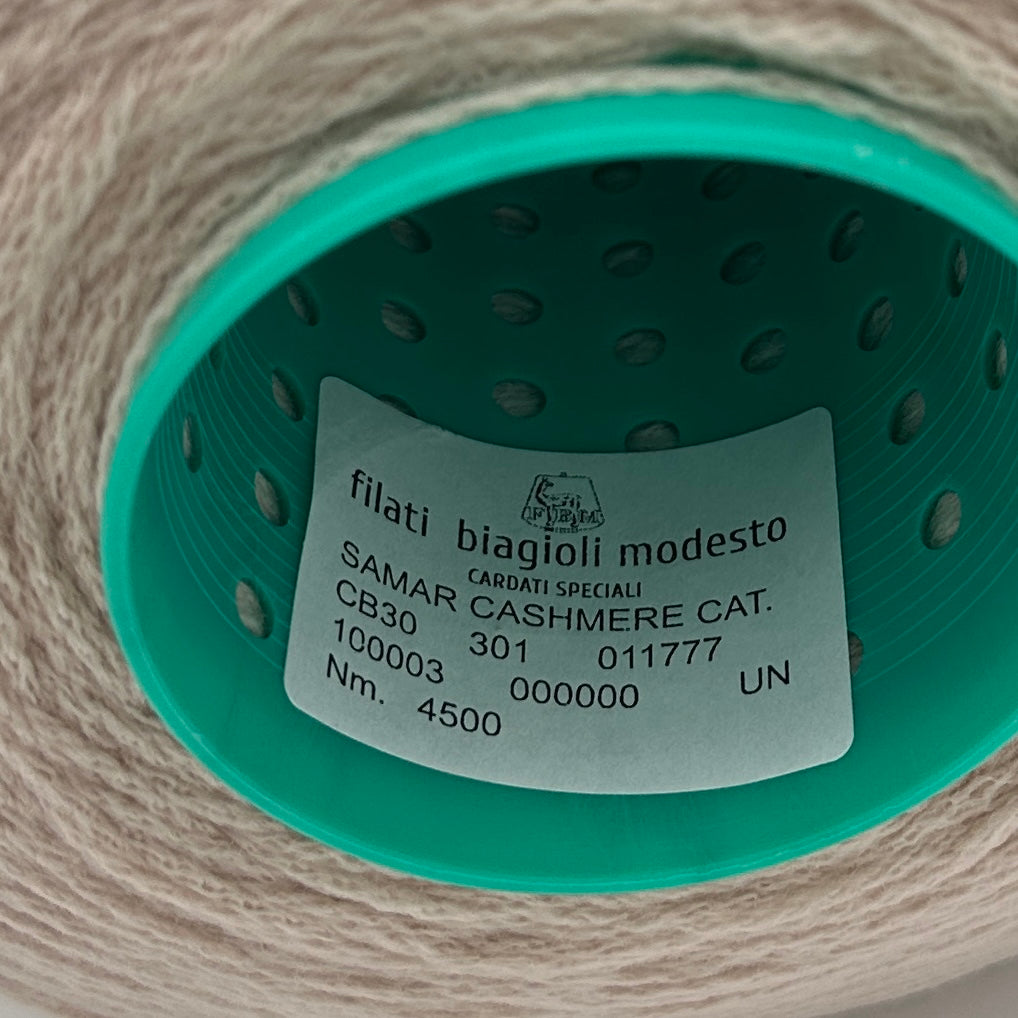 F.B.M
filati biagioli modesto
CARDATI SPECIALI
SAMAR CASHMERE CAT.
CB30 301 011777
100003 000000 UN
Nm. 4500